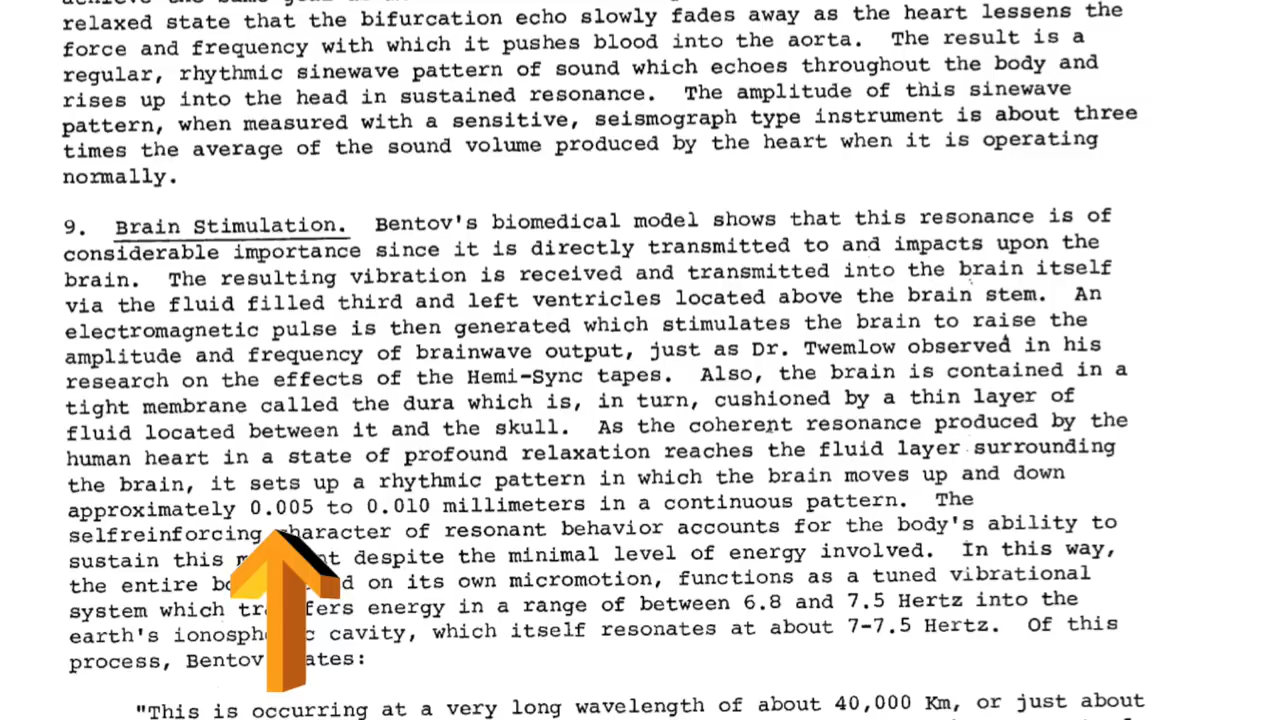 relaxed state that the bifurcation echo slowly fades away as the heart lessens the
force and frequency with which it pushes blood into the aorta. The result is a
regular, rhythmic sinewave pattern of sound which echoes throughout the body and
rises up into the head in sustained resonance. The amplitude of this sinewave
pattern, when measured with a sensitive, seismograph type instrument is about three
times the average of the sound volume produced by the heart when it is operating
normally.
9. Brain Stimulation. Bentov's biomedical model shows that this resonance is of
considerable importance since it is directly transmitted to and impacts upon the
brain. The resulting vibration is received and transmitted into the brain itself
via the fluid filled third and left ventricles located above the brain stem. An
electromagnetic pulse is then generated which stimulates the brain to raise the
amplitude and frequency of brainwave output, just as Dr. Twemlow observed in his
research on the effects of the Hemi-Sync tapes. Also, the brain is contained in a
tight membrane called the dura which is, in turn, cushioned by a thin layer of
fluid located between it and the skull. As the coherent resonance produced by the
human heart in a state of profound relaxation reaches the fluid layer surrounding
the brain, it sets up a rhythmic pattern in which the brain moves up and down
approximately 0.005 to 0.010 millimeters in a continuous pattern. The
selfreinforcing character of resonant behavior accounts for the body's ability to
sustain this despite the minimal level of energy involved. In this way,
the entire on its own micromotion, functions as a tuned vibrational
system which transfers energy in a range of between 6.8 and 7.5 Hertz into the
earth's cavity, which itself resonates at about 7-7.5 Hertz. Of this
process, Bentov
"This is occurring at a very long wavelength of about 40,000 Km, or just about